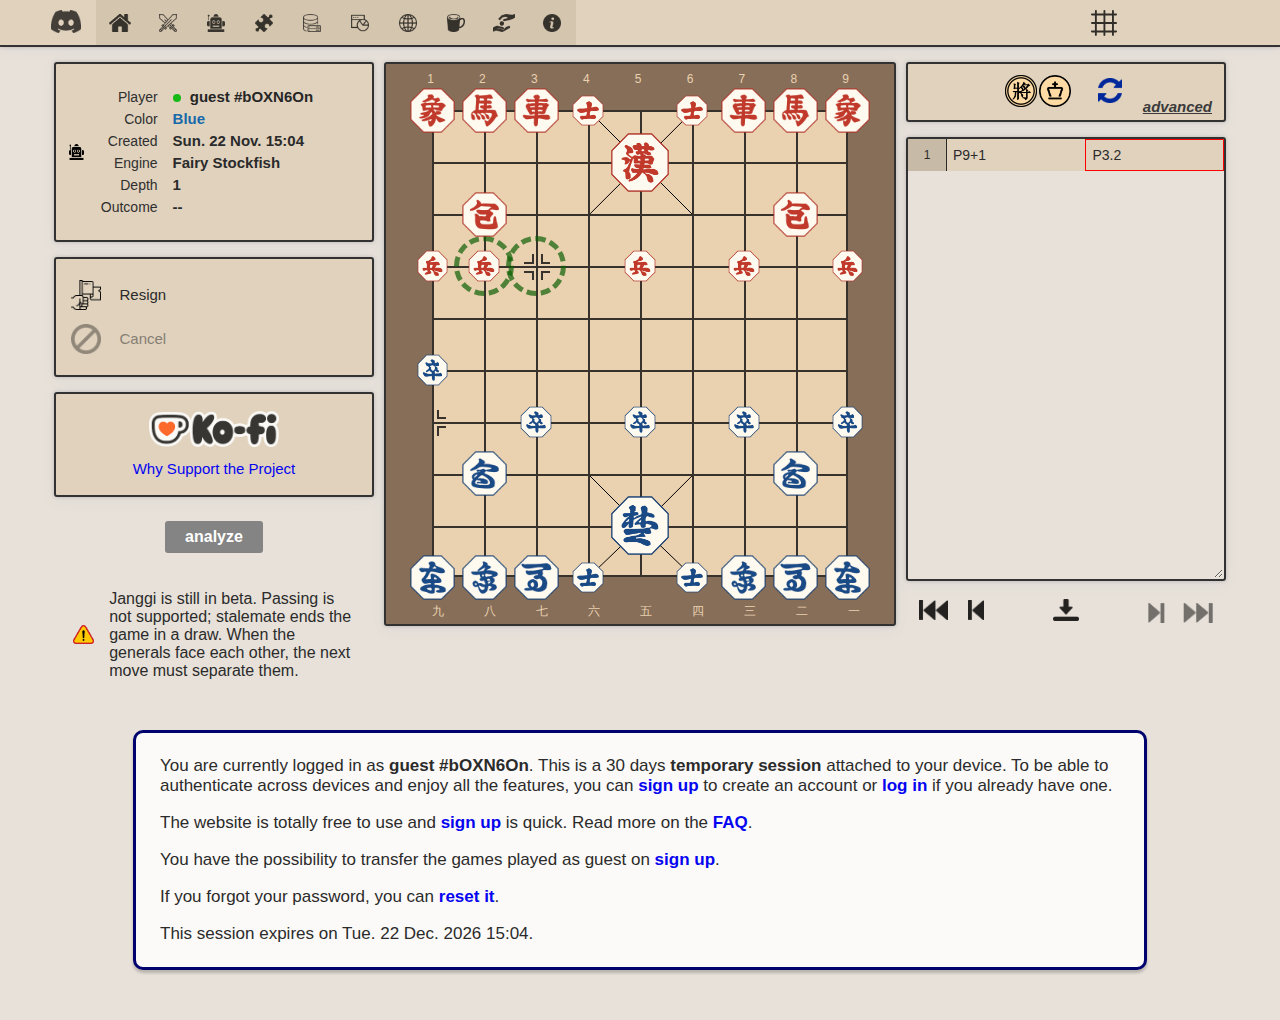 Player guest #bOXN6On
Color Blue
Created Sun. 22 Nov. 15:04
Engine Fairy Stockfish
Depth 1
Outcome --
Resign
Cancel
Ko-fi
Why Support the Project
analyze
Janggi is still in beta. Passing is
not supported; stalemate ends the
game in a draw. When the
generals face each other, the next
move must separate them.
1 2 3 4 5 6 7 8 9
象 馬 車 士 士 車 馬 象
漢
包 包
兵 兵 兵 兵 兵
卒
卒 卒 卒 卒
包 包
楚
象 馬 車 士 士 車 馬 象
九 八 七 六 五 四 三 二 一
將
advanced
1 P9+1 P3.2
You are currently logged in as guest #bOXN6On. This is a 30 days temporary session attached to your device. To be able to
authenticate across devices and enjoy all the features, you can sign up to create an account or log in if you already have one.
The website is totally free to use and sign up is quick. Read more on the FAQ.
You have the possibility to transfer the games played as guest on sign up.
If you forgot your password, you can reset it.
This session expires on Tue. 22 Dec. 2026 15:04.